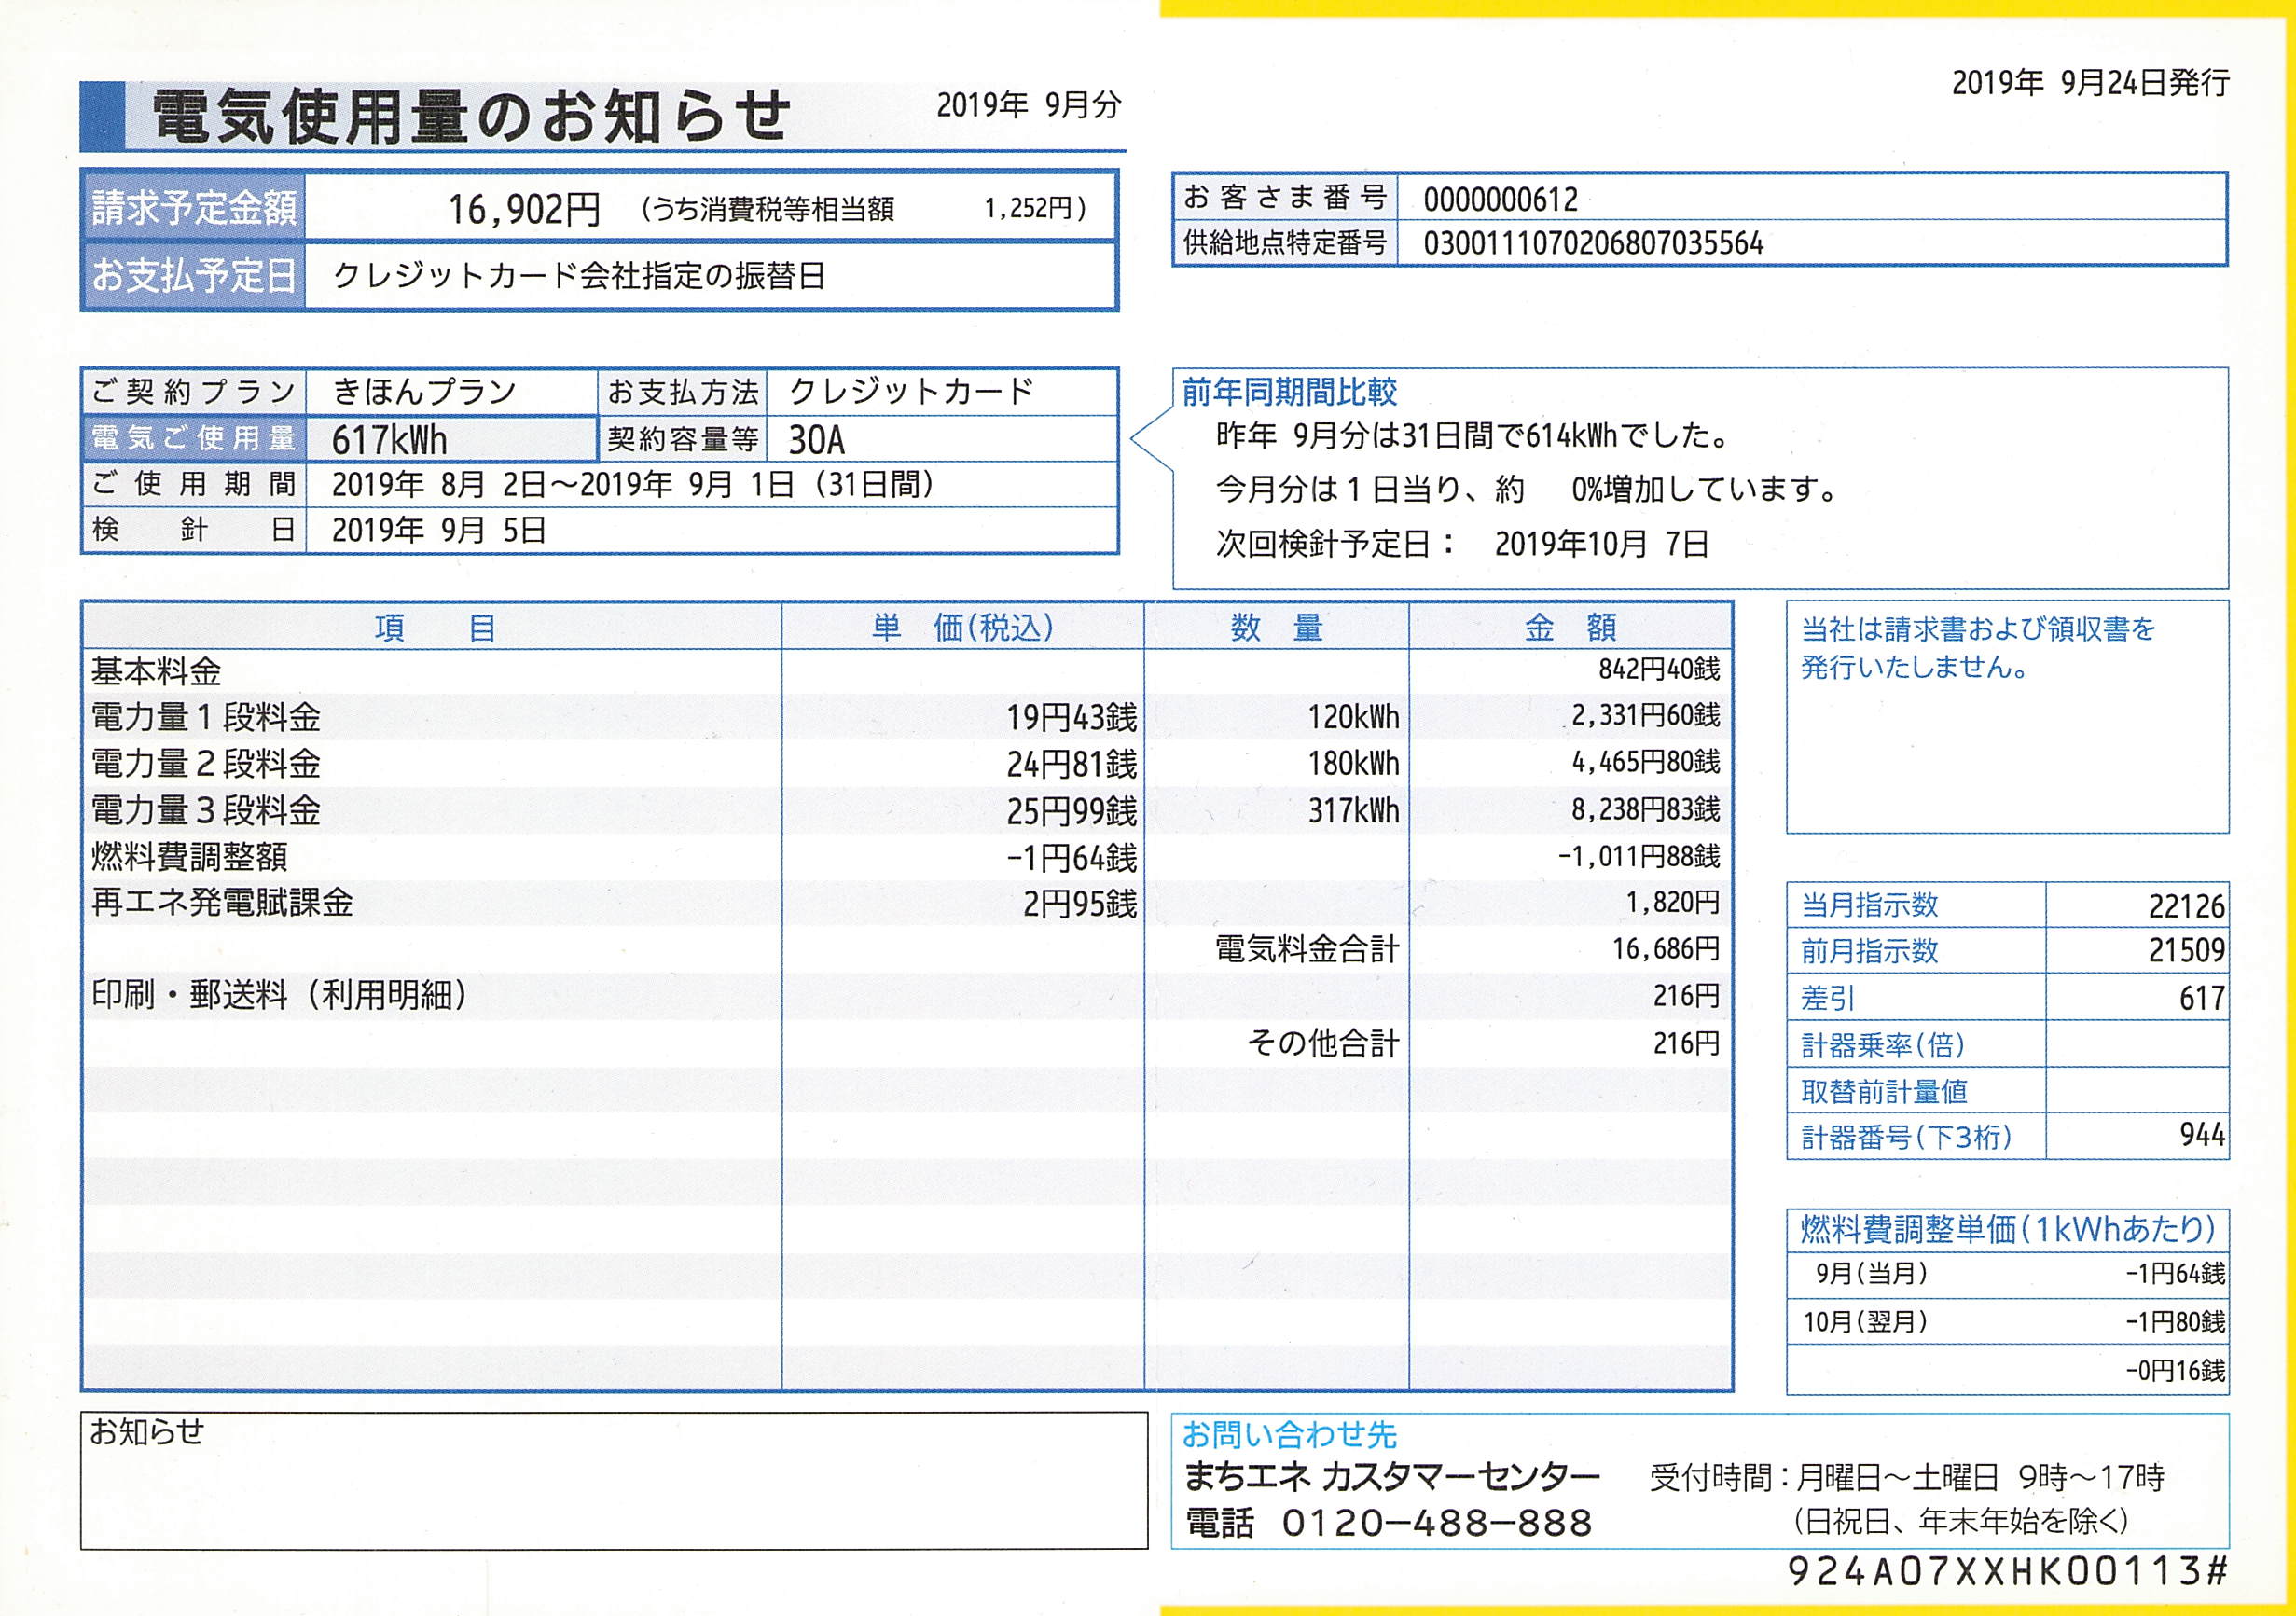 2019年 9月24日発行
電気使用量のお知らせ 2019年 9月分
請求予定金額 16,902円 (うち消費税等相当額 1,252円)
お支払予定日 クレジットカード会社指定の振替日
お客さま番号 0000000612
供給地点特定番号 0300111070206807035564
ご契約プラン きほんプラン お支払方法 クレジットカード
電気ご使用量 617kWh 契約容量等 30A
ご使用期間 2019年 8月 2日〜2019年 9月 1日 (31日間)
検針日 2019年 9月 5日
前年同期間比較
昨年 9月分は31日間で614kWhでした。
今月分は1日当り、約 0%増加しています。
次回検針予定日： 2019年10月 7日
項目 単価(税込) 数量 金額
基本料金 842円40銭
電力量1段料金 19円43銭 120kWh 2,331円60銭
電力量2段料金 24円81銭 180kWh 4,465円80銭
電力量3段料金 25円99銭 317kWh 8,238円83銭
燃料費調整額 -1円64銭 -1,011円88銭
再エネ発電賦課金 2円95銭 1,820円
電気料金合計 16,686円
印刷・郵送料（利用明細） 216円
その他合計 216円
当社は請求書および領収書を
発行いたしません。
当月指示数 22126
前月指示数 21509
差引 617
計器乗率(倍)
取替前計量値
計器番号(下3桁) 944
燃料費調整単価(1kWhあたり)
9月(当月) -1円64銭
10月(翌月) -1円80銭
-0円16銭
お知らせ
お問い合わせ先
まちエネ カスタマーセンター 受付時間：月曜日〜土曜日 9時〜17時
電話 0120-488-888 (日祝日、年末年始を除く)
924A07XXHK00113#